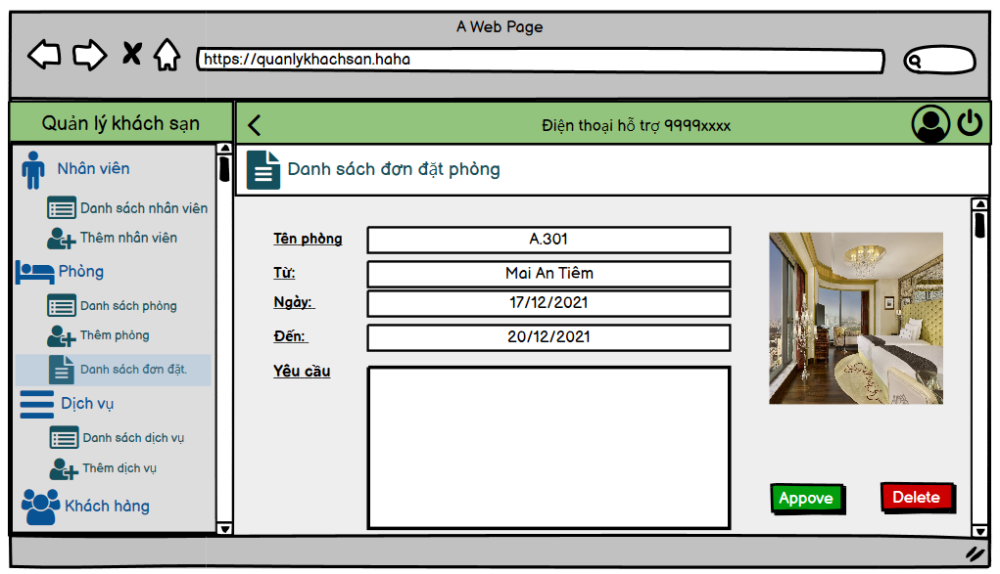 A Web Page
https://quanlykhachsan.haha
Quản lý khách sạn
Điện thoại hỗ trợ 9999xxxx
Nhân viên
Danh sách nhân viên
Thêm nhân viên
Phòng
Danh sách phòng
Thêm phòng
Danh sách đơn đặt.
Dịch vụ
Danh sách dịch vụ
Thêm dịch vụ
Khách hàng
Danh sách đơn đặt phòng
Tên phòng A.301
Từ: Mai An Tiêm
Ngày: 17/12/2021
Đến: 20/12/2021
Yêu cầu
Appove Delete